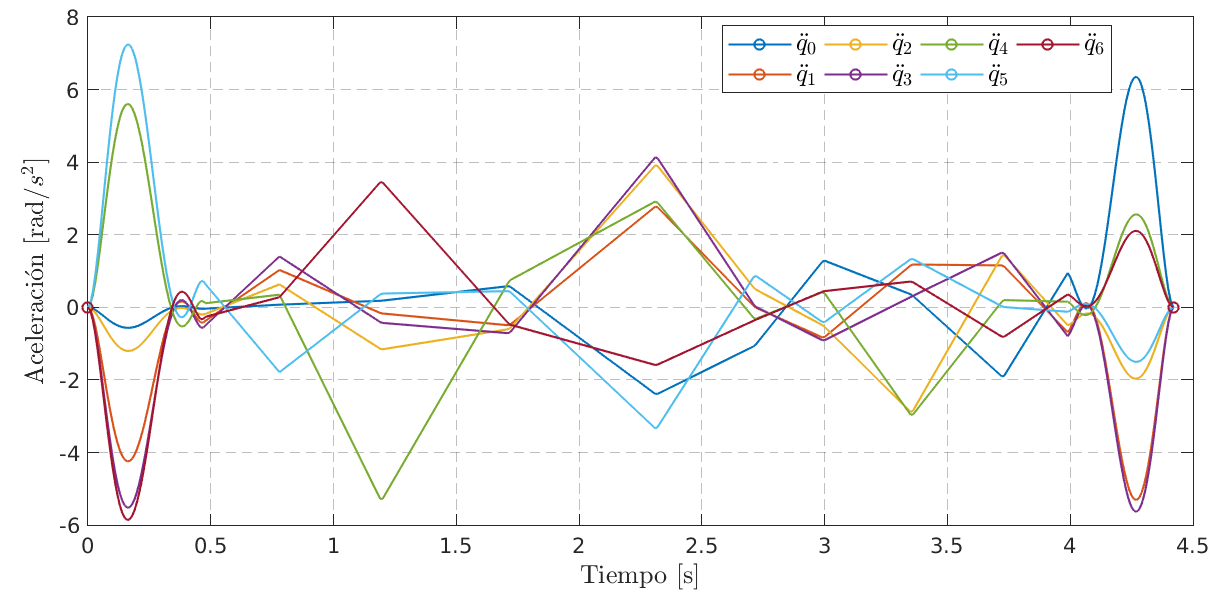 8
6
4
2
0
-2
-4
-6
Aceleración [rad/s²]
q̈₀ q̈₂ q̈₄ q̈₆
q̈₁ q̈₃ q̈₅
0 0.5 1 1.5 2 2.5 3 3.5 4 4.5
Tiempo [s]